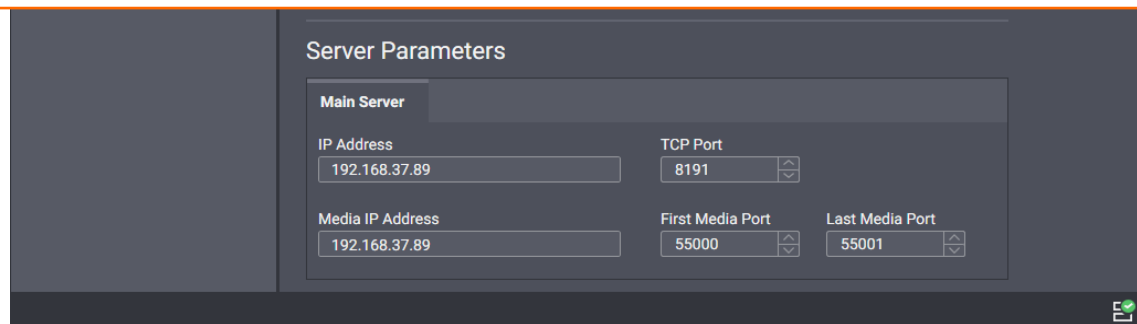 Server Parameters
Main Server
IP Address TCP Port
192.168.37.89 8191
Media IP Address First Media Port Last Media Port
192.168.37.89 55000 55001